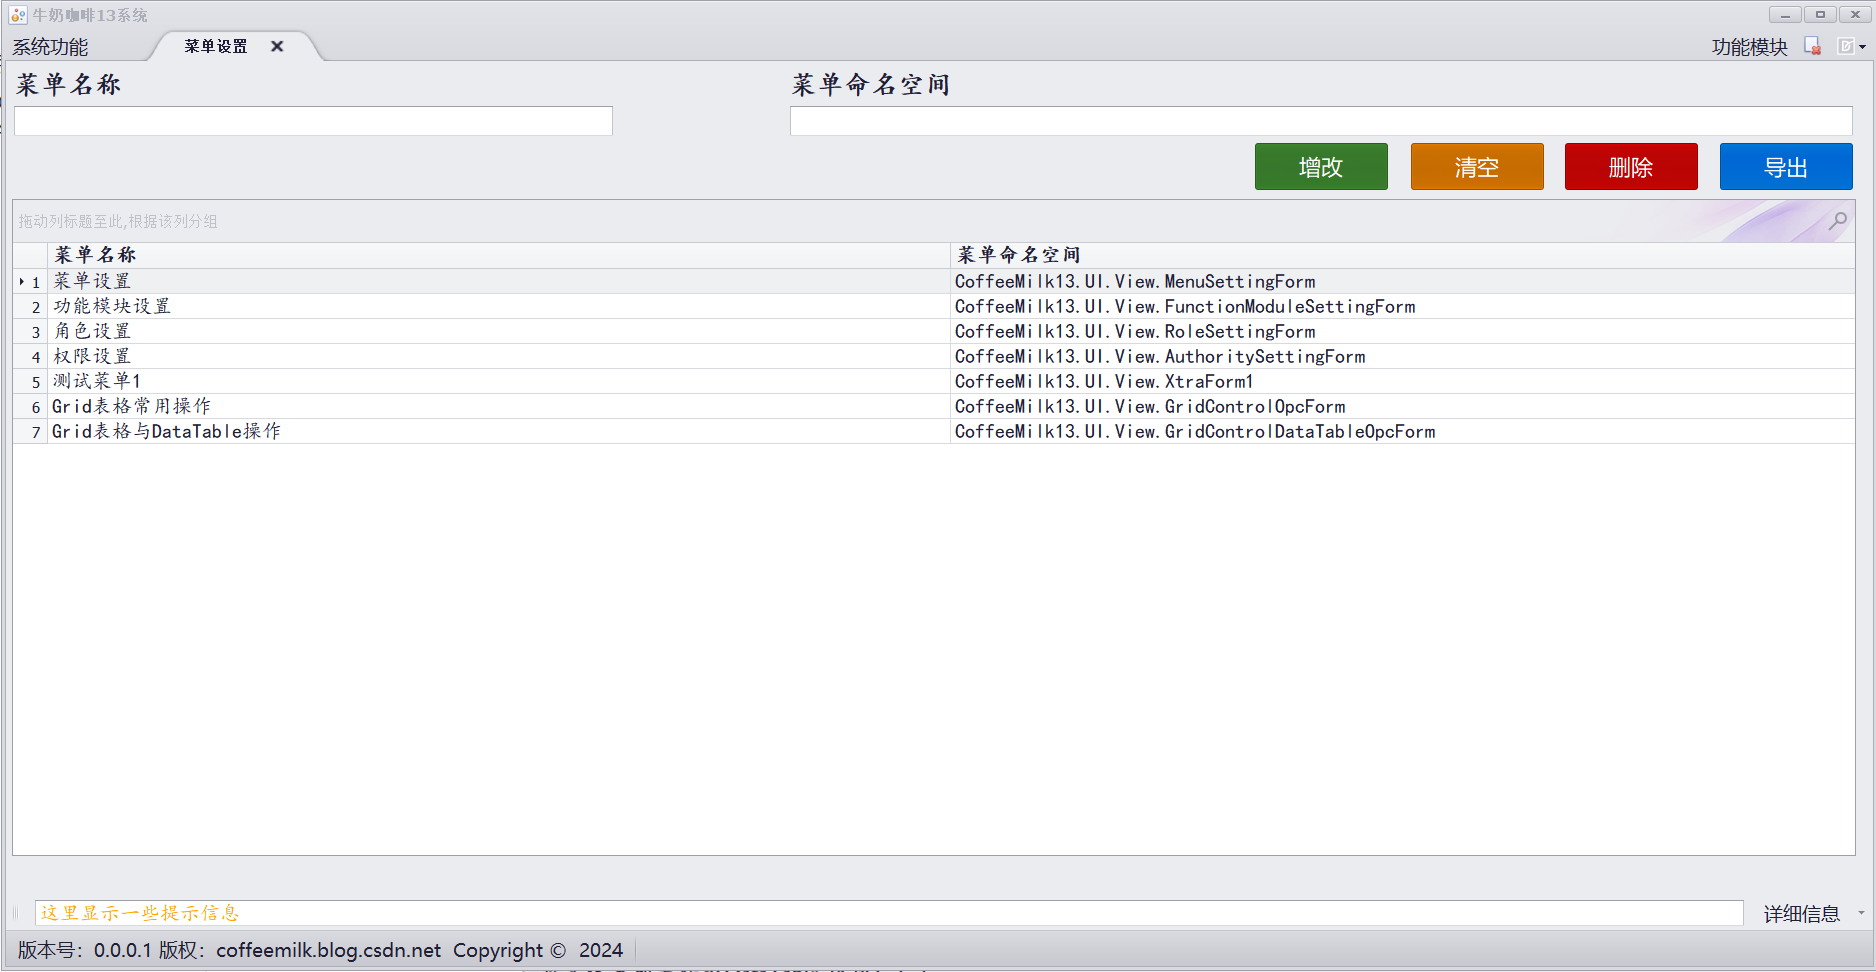 牛奶咖啡13系统
系统功能 菜单设置 功能模块
菜单名称 菜单命名空间
增改 清空 删除 导出
拖动列标题至此,根据该列分组
菜单名称 菜单命名空间
1 菜单设置 CoffeeMilk13.UI.View.MenuSettingForm
2 功能模块设置 CoffeeMilk13.UI.View.FunctionModuleSettingForm
3 角色设置 CoffeeMilk13.UI.View.RoleSettingForm
4 权限设置 CoffeeMilk13.UI.View.AuthoritySettingForm
5 测试菜单1 CoffeeMilk13.UI.View.XtraForm1
6 Grid表格常用操作 CoffeeMilk13.UI.View.GridControlOpcForm
7 Grid表格与DataTable操作 CoffeeMilk13.UI.View.GridControlDataTableOpcForm
这里显示一些提示信息 详细信息
版本号：0.0.0.1 版权：coffeemilk.blog.csdn.net Copyright © 2024